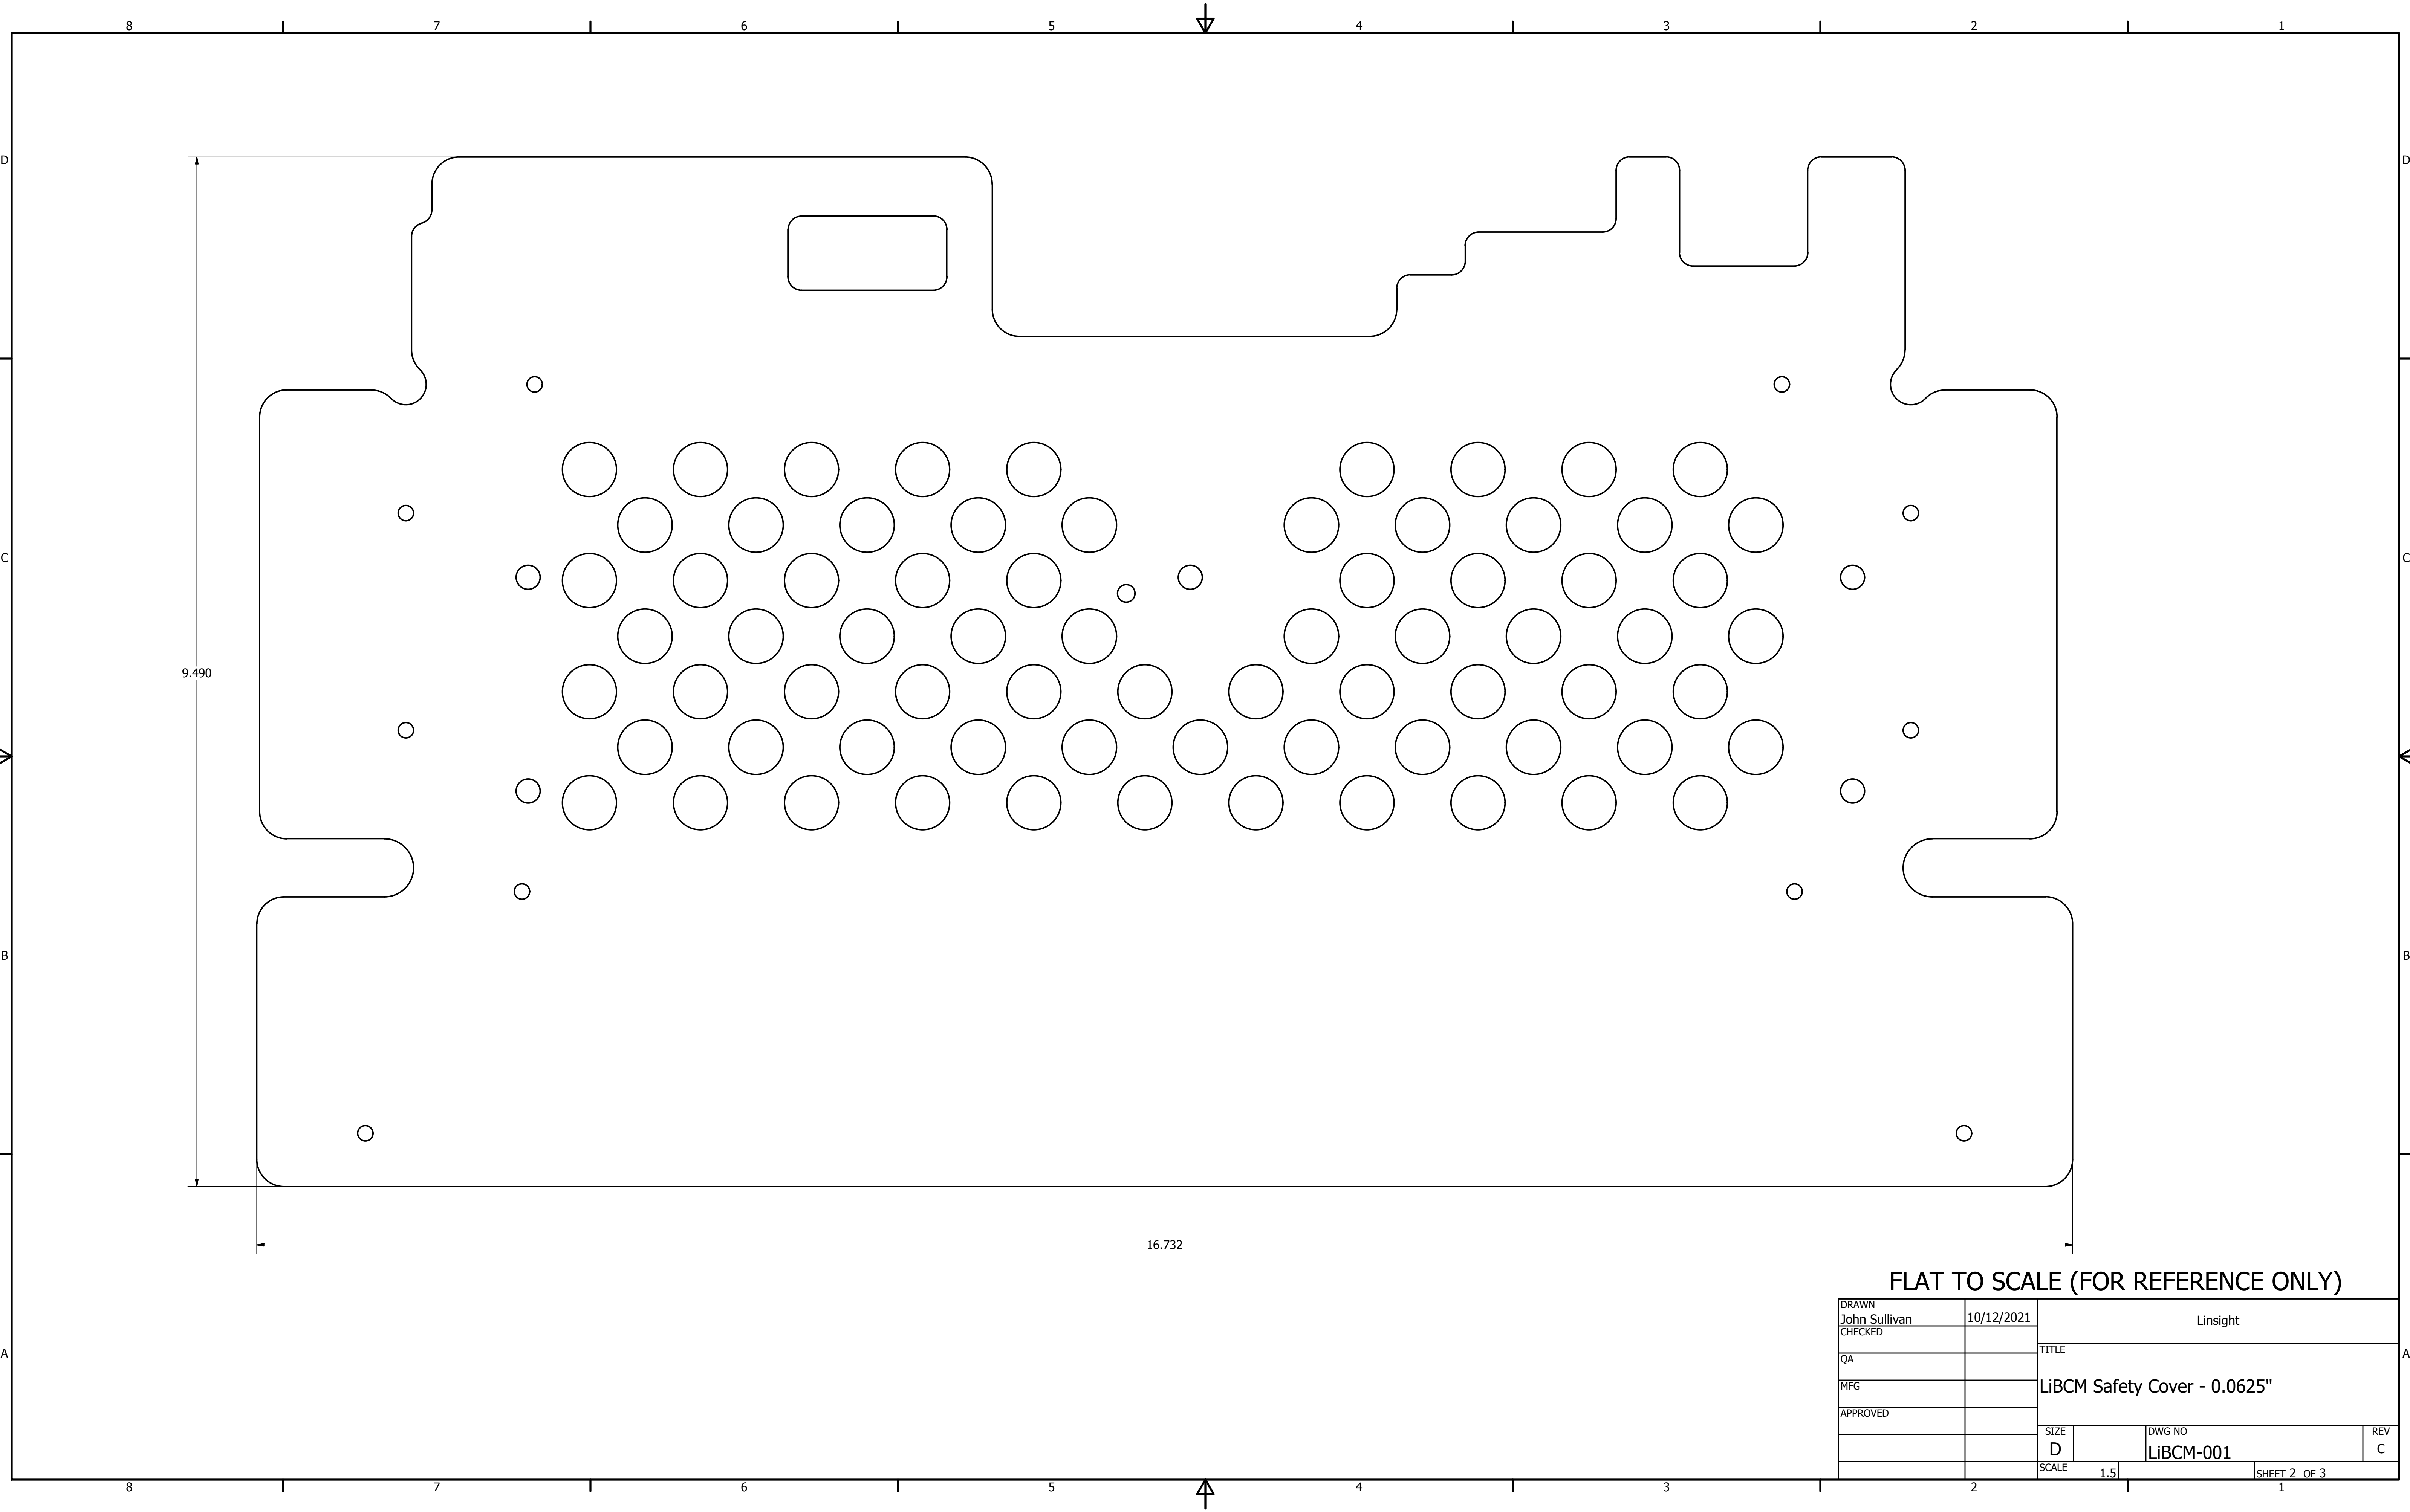 8 7 6 5 4 3 2 1
D D
C C
9.490
B B
16.732
FLAT TO SCALE (FOR REFERENCE ONLY)
DRAWN
John Sullivan 10/12/2021 Linsight
CHECKED
TITLE
QA
LiBCM Safety Cover - 0.0625"
MFG
APPROVED
SIZE DWG NO REV
D LiBCM-001 C
SCALE 1.5 SHEET 2 OF 3
A A
8 7 6 5 4 3 2 1